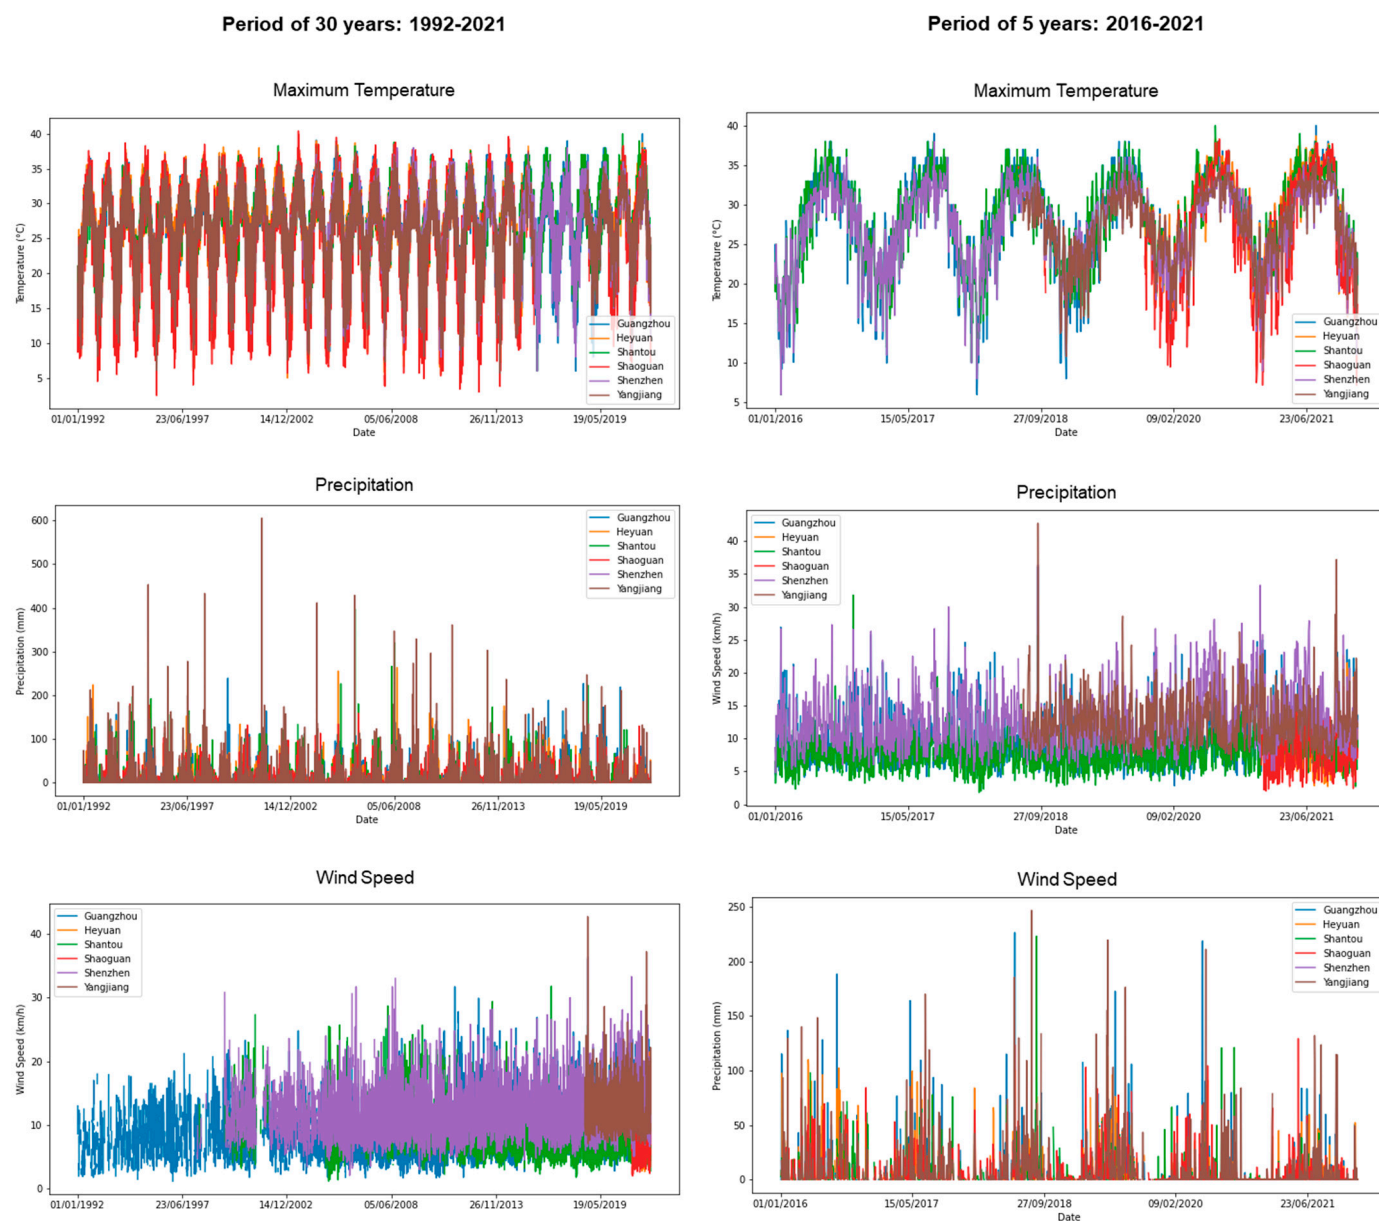 Period of 30 years: 1992-2021
Period of 5 years: 2016-2021
Maximum Temperature
40
35
30
25
20
15
10
5
Temperature (°C)
Guangzhou
Heyuan
Shantou
Shaoguan
Shenzhen
Yangjiang
01/01/1992
23/06/1997
14/12/2002
05/06/2008
26/11/2013
19/05/2019
Date
Maximum Temperature
40
35
30
25
20
15
10
5
Temperature (°C)
Guangzhou
Heyuan
Shantou
Shaoguan
Shenzhen
Yangjiang
01/01/2016
15/05/2017
27/09/2018
09/02/2020
23/06/2021
Date
Precipitation
600
500
400
300
200
100
0
Precipitation (mm)
Guangzhou
Heyuan
Shantou
Shaoguan
Shenzhen
Yangjiang
01/01/1992
23/06/1997
14/12/2002
05/06/2008
26/11/2013
19/05/2019
Date
Precipitation
40
35
30
25
20
15
10
5
0
Wind Speed (km/h)
Guangzhou
Heyuan
Shantou
Shaoguan
Shenzhen
Yangjiang
01/01/2016
15/05/2017
27/09/2018
09/02/2020
23/06/2021
Date
Wind Speed
40
30
20
10
0
Wind Speed (km/h)
Guangzhou
Heyuan
Shantou
Shaoguan
Shenzhen
Yangjiang
01/01/1992
23/06/1997
14/12/2002
05/06/2008
26/11/2013
19/05/2019
Date
Wind Speed
250
200
150
100
50
0
Precipitation (mm)
Guangzhou
Heyuan
Shantou
Shaoguan
Shenzhen
Yangjiang
01/01/2016
15/05/2017
27/09/2018
09/02/2020
23/06/2021
Date